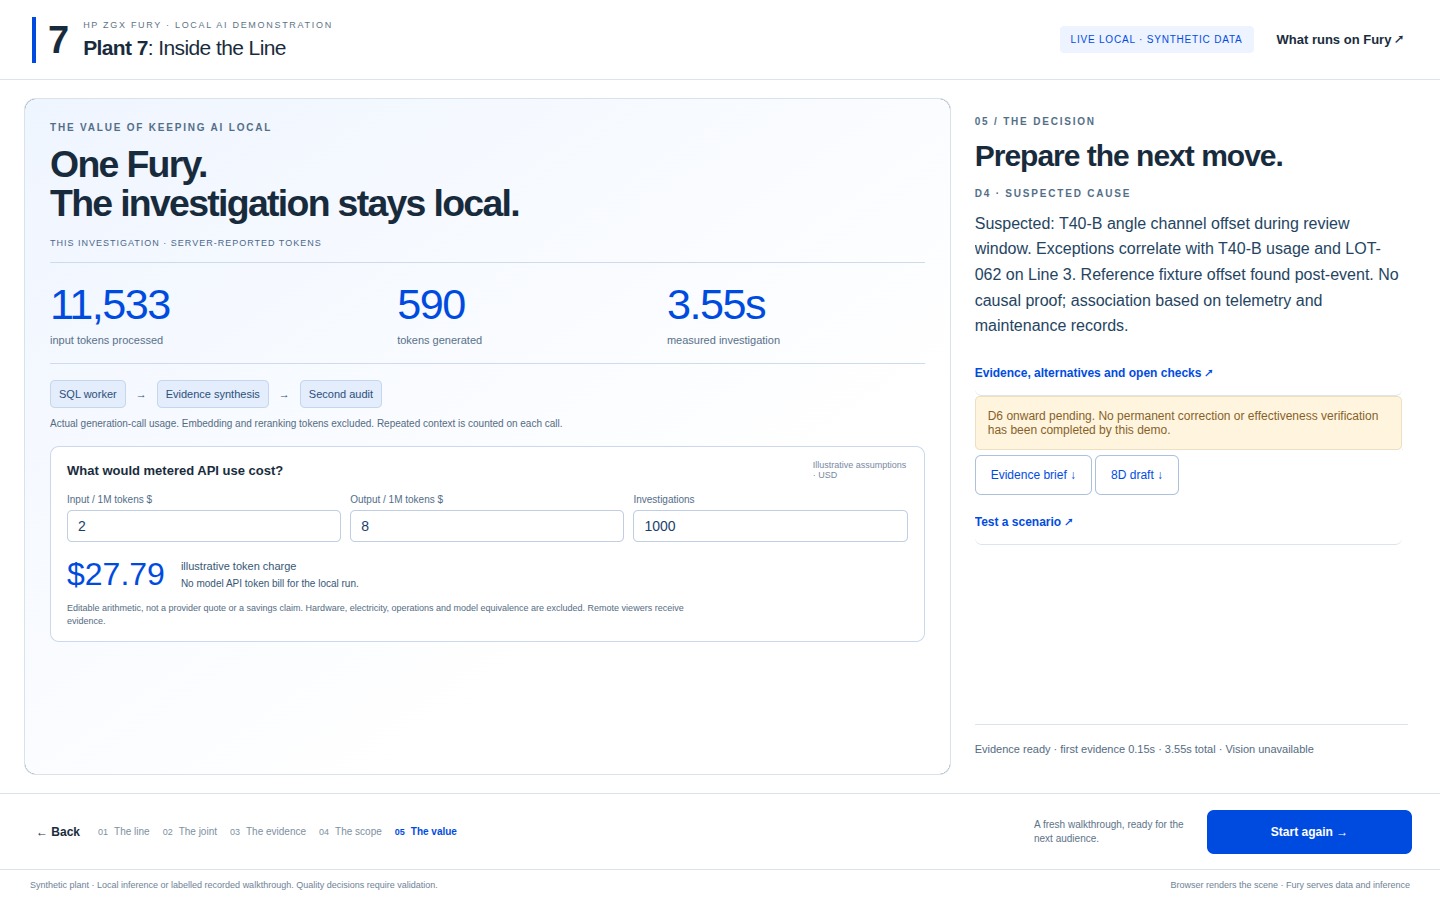 7
HP ZGX FURY · LOCAL AI DEMONSTRATION
Plant 7: Inside the Line
LIVE LOCAL · SYNTHETIC DATA
What runs on Fury ↗
THE VALUE OF KEEPING AI LOCAL
One Fury.
The investigation stays local.
THIS INVESTIGATION · SERVER-REPORTED TOKENS
11,533
input tokens processed
590
tokens generated
3.55s
measured investigation
SQL worker → Evidence synthesis → Second audit
Actual generation-call usage. Embedding and reranking tokens excluded. Repeated context is counted on each call.
What would metered API use cost?
Illustrative assumptions
· USD
Input / 1M tokens $
2
Output / 1M tokens $
8
Investigations
1000
$27.79
illustrative token charge
No model API token bill for the local run.
Editable arithmetic, not a provider quote or a savings claim. Hardware, electricity, operations and model equivalence are excluded. Remote viewers receive
evidence.
05 / THE DECISION
Prepare the next move.
D4 · SUSPECTED CAUSE
Suspected: T40-B angle channel offset during review
window. Exceptions correlate with T40-B usage and LOT-
062 on Line 3. Reference fixture offset found post-event. No
causal proof; association based on telemetry and
maintenance records.
Evidence, alternatives and open checks ↗
D6 onward pending. No permanent correction or effectiveness verification
has been completed by this demo.
Evidence brief ↓
8D draft ↓
Test a scenario ↗
Evidence ready · first evidence 0.15s · 3.55s total · Vision unavailable
← Back
01 The line
02 The joint
03 The evidence
04 The scope
05 The value
A fresh walkthrough, ready for the
next audience.
Start again →
Synthetic plant · Local inference or labelled recorded walkthrough. Quality decisions require validation.
Browser renders the scene · Fury serves data and inference